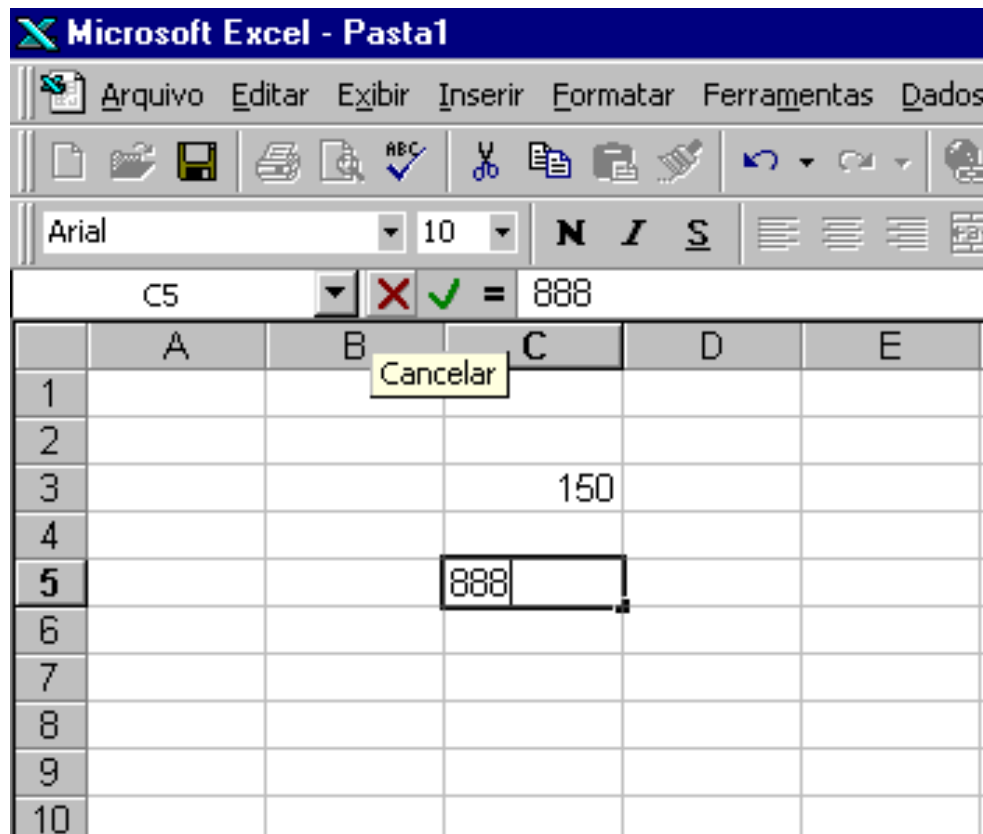 Microsoft Excel - Pasta1
Arquivo Editar Exibir Inserir Formatar Ferramentas Dados
ABC
Arial 10 N I S
C5 = 888
A B C D E
Cancelar
1
2
3 150
4
5 888
6
7
8
9
10